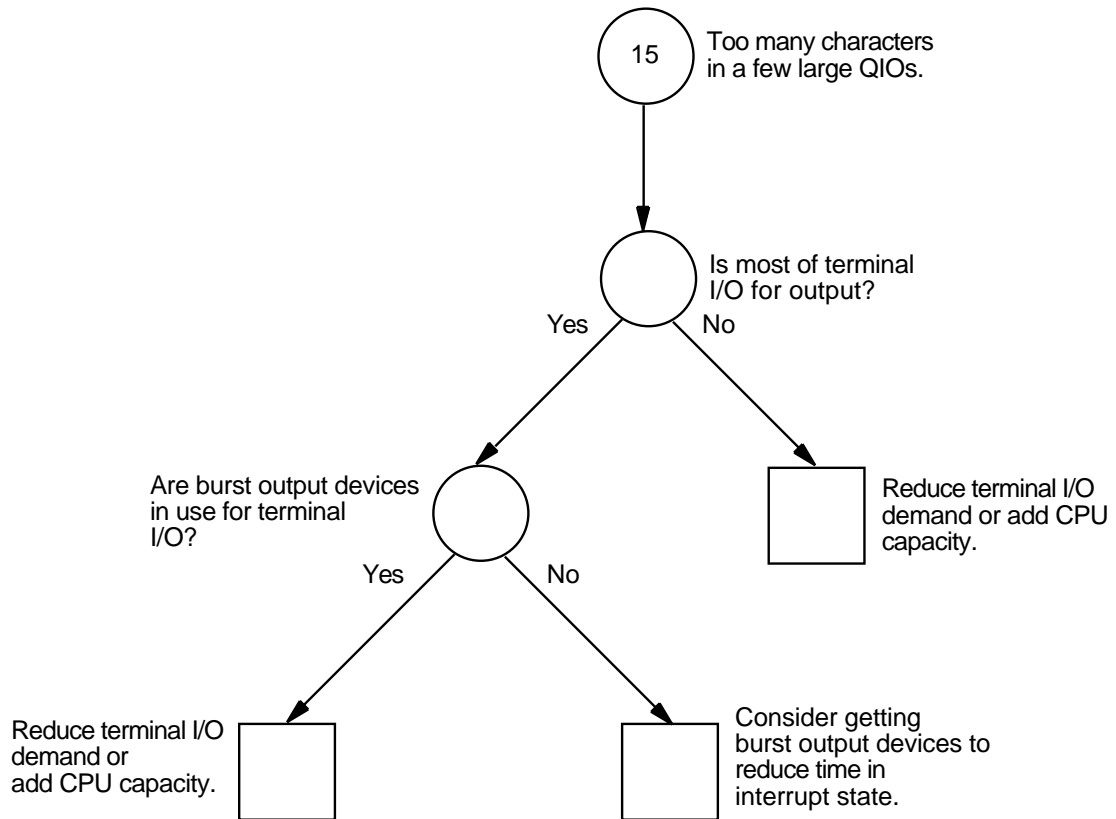 15
Too many characters
in a few large QIOs.
Is most of terminal
I/O for output?
Yes
No
Are burst output devices
in use for terminal
I/O?
Reduce terminal I/O
demand or add CPU
capacity.
Yes
No
Reduce terminal I/O
demand or
add CPU capacity.
Consider getting
burst output devices to
reduce time in
interrupt state.